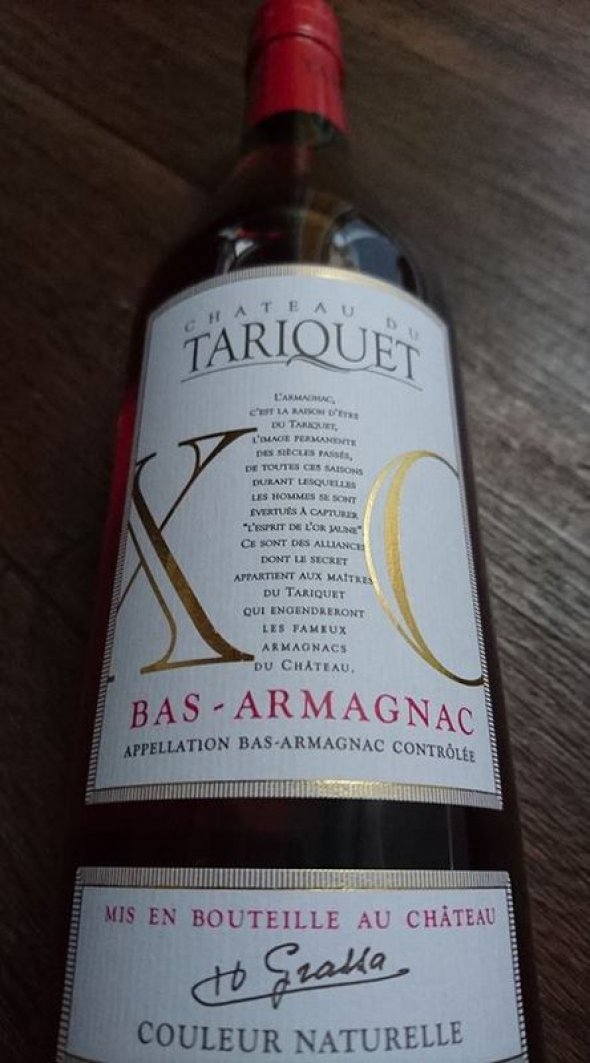 CHATEAU DU
TARIQUET
L'ARMAGNAC,
C'EST LA RAISON D'ÊTRE
DU TARIQUET,
L'IMAGE PERMANENTE
DES SIÈCLES PASSÉS,
DE TOUTES CES SAISONS
DURANT LESQUELLES
LES HOMMES SE SONT
ÉVERTUÉS À CAPTURER
"L'ESPRIT DE L'OR JAUNE".
CE SONT DES ALLIANCES
DONT LE SECRET
APPARTIENT AUX MAÎTRES
DU TARIQUET
QUI ENGENDRERONT
LES FAMEUX
ARMAGNACS
DU CHÂTEAU.
X O
BAS - ARMAGNAC
APPELLATION BAS-ARMAGNAC CONTRÔLÉE
MIS EN BOUTEILLE AU CHÂTEAU
Grassa
COULEUR NATURELLE